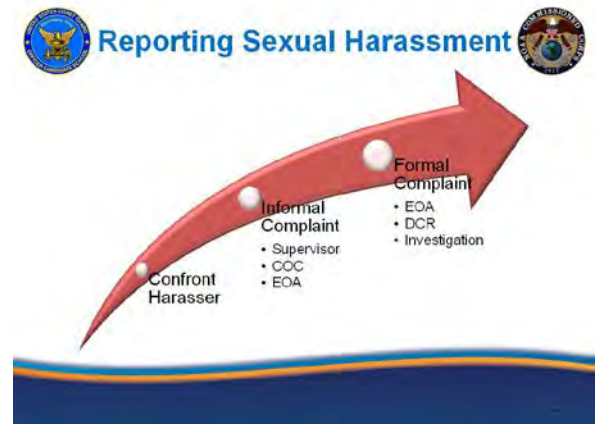 Reporting Sexual Harassment
Confront
Harasser
Informal
Complaint
• Supervisor
• COC
• EOA
Formal
Complaint
• EOA
• DCR
• Investigation